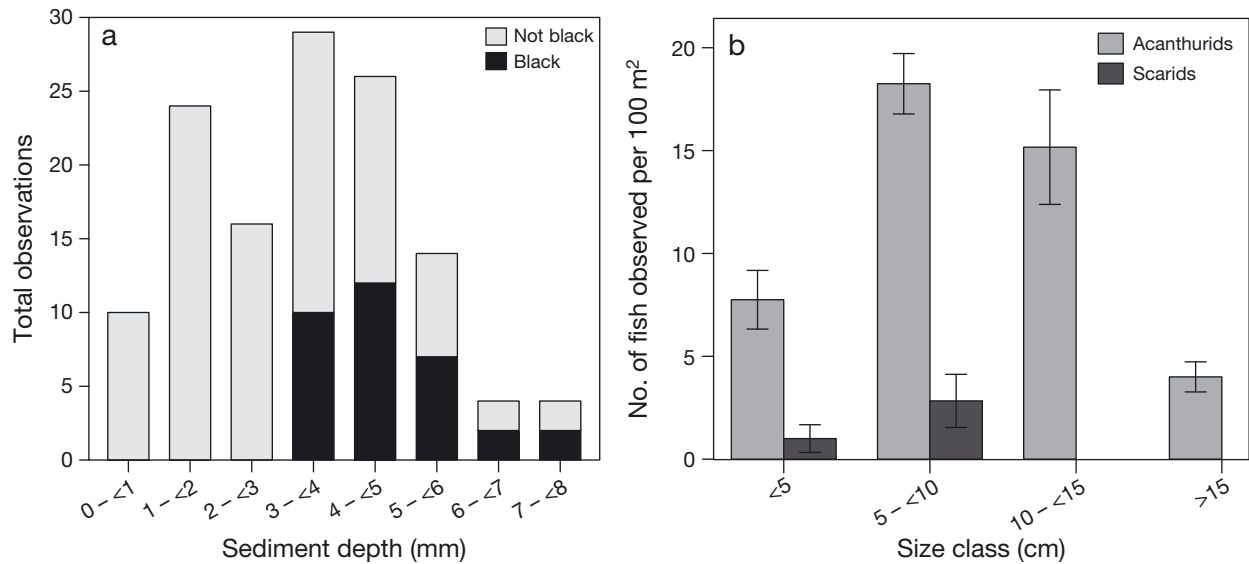 a
Not black
Black
Total observations
30
25
20
15
10
5
0
0 – <1
1 – <2
2 – <3
3 – <4
4 – <5
5 – <6
6 – <7
7 – <8
Sediment depth (mm)
b
Acanthurids
Scarids
No. of fish observed per 100 m²
20
15
10
5
0
<5
5 – <10
10 – <15
>15
Size class (cm)